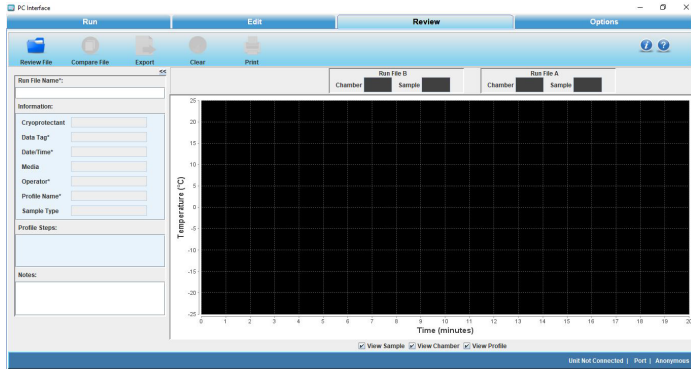 PC Interface
Run Edit Review Options
Review File Compare File Export Clear Print
<<
Run File Name*:
Information:
Cryoprotectant
Data Tag*
Date/Time*
Media
Operator*
Profile Name*
Sample Type
Profile Steps:
Notes:
Run File B
Chamber Sample
Run File A
Chamber Sample
Temperature (°C)
25
20
15
10
5
0
-5
-10
-15
-20
-25
0 1 2 3 4 5 6 7 8 9 10 11 12 13 14 15 16 17 18 19 20
Time (minutes)
View Sample View Chamber View Profile
Unit Not Connected | Port | Anonymous